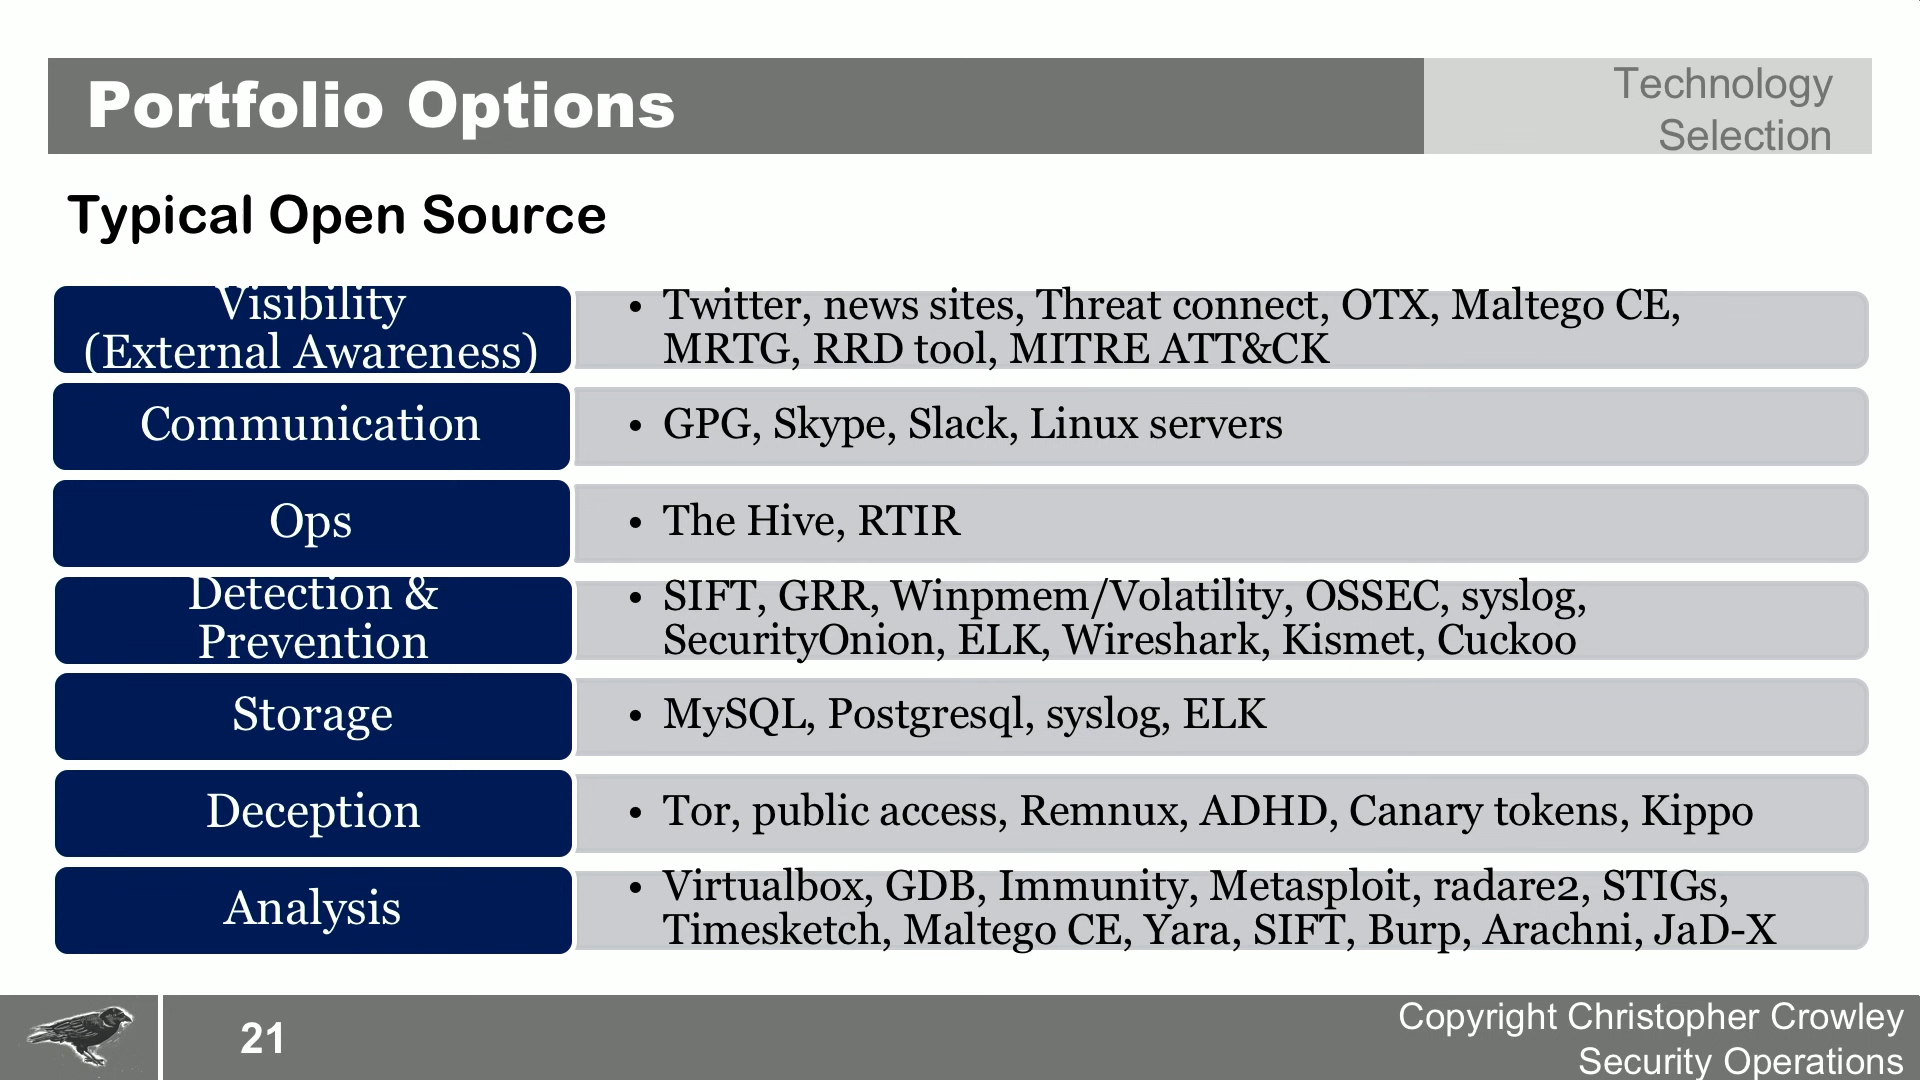 Portfolio Options
Technology
Selection
Typical Open Source
Visibility
(External Awareness)
• Twitter, news sites, Threat connect, OTX, Maltego CE,
MRTG, RRD tool, MITRE ATT&CK
Communication
• GPG, Skype, Slack, Linux servers
Ops
• The Hive, RTIR
Detection &
Prevention
• SIFT, GRR, Winpmem/Volatility, OSSEC, syslog,
SecurityOnion, ELK, Wireshark, Kismet, Cuckoo
Storage
• MySQL, Postgresql, syslog, ELK
Deception
• Tor, public access, Remnux, ADHD, Canary tokens, Kippo
Analysis
• Virtualbox, GDB, Immunity, Metasploit, radare2, STIGs,
Timesketch, Maltego CE, Yara, SIFT, Burp, Arachni, JaD-X
21
Copyright Christopher Crowley
Security Operations